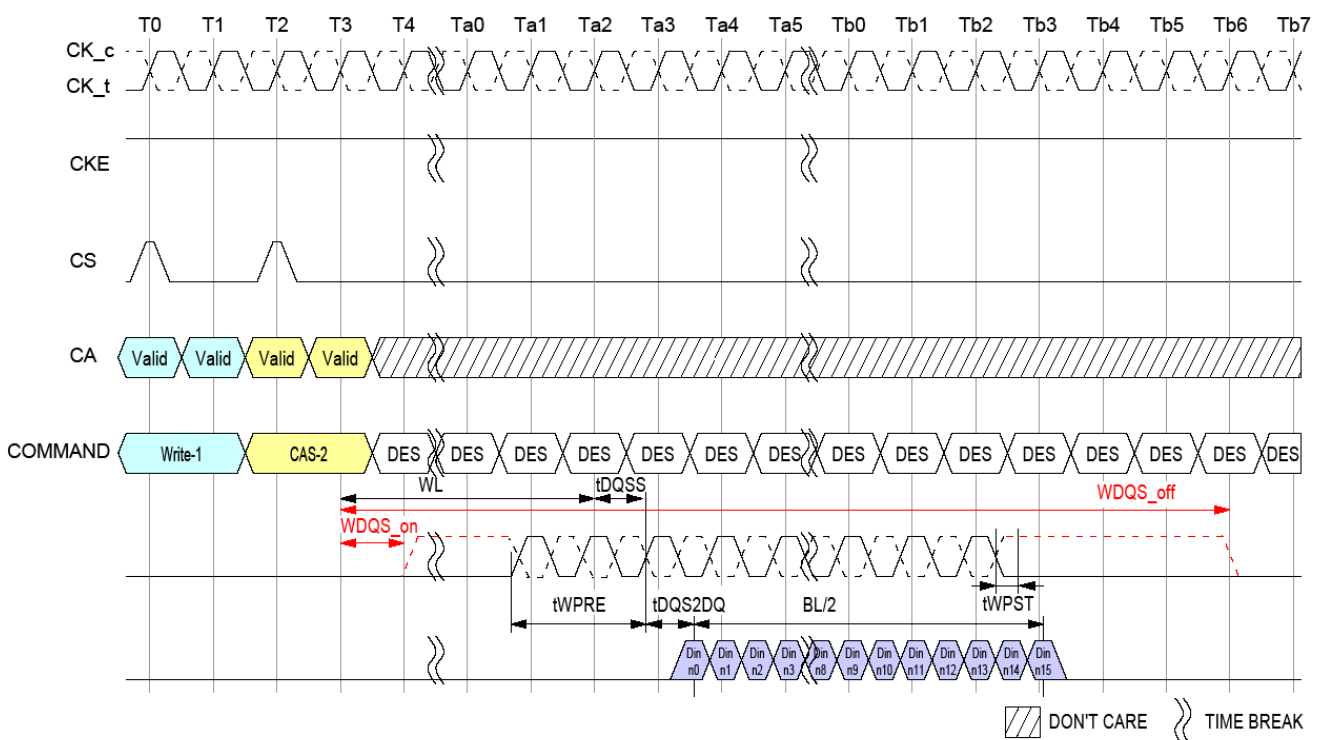 T0 T1 T2 T3 T4 Ta0 Ta1 Ta2 Ta3 Ta4 Ta5 Tb0 Tb1 Tb2 Tb3 Tb4 Tb5 Tb6 Tb7
CK_c
CK_t
CKE
CS
CA Valid Valid Valid Valid
COMMAND Write-1 CAS-2 DES DES DES DES DES DES DES DES DES DES DES DES DES DES DES
WL tDQSS
WDQS_off
WDQS_on
tWPRE tDQS2DQ BL/2 tWPST
Din n0 Din n1 Din n2 Din n3 Din n8 Din n9 Din n10 Din n11 Din n12 Din n13 Din n14 Din n15
DON'T CARE TIME BREAK